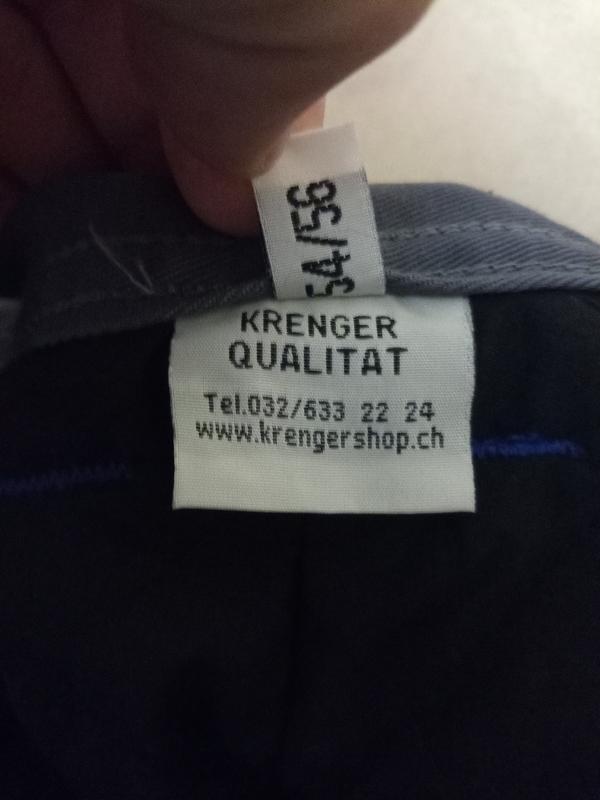 54/56
KRENGER
QUALITAT
Tel.032/633 22 24
www.krengershop.ch